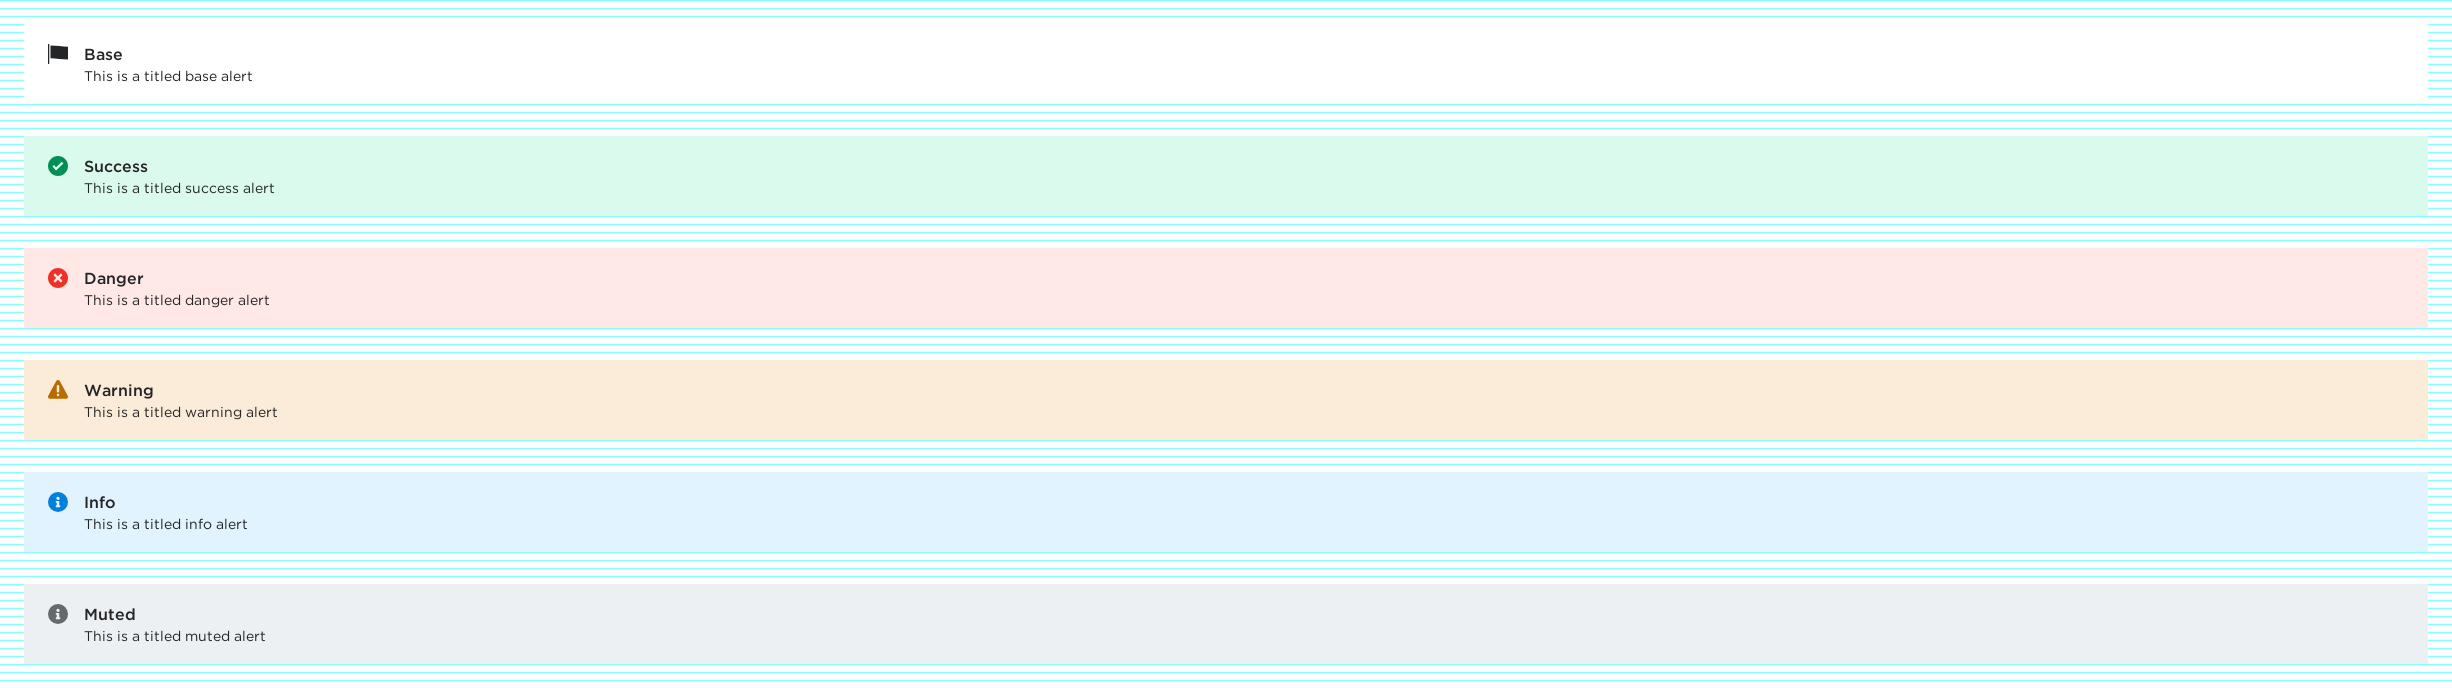 Base
This is a titled base alert
Success
This is a titled success alert
Danger
This is a titled danger alert
Warning
This is a titled warning alert
Info
This is a titled info alert
Muted
This is a titled muted alert